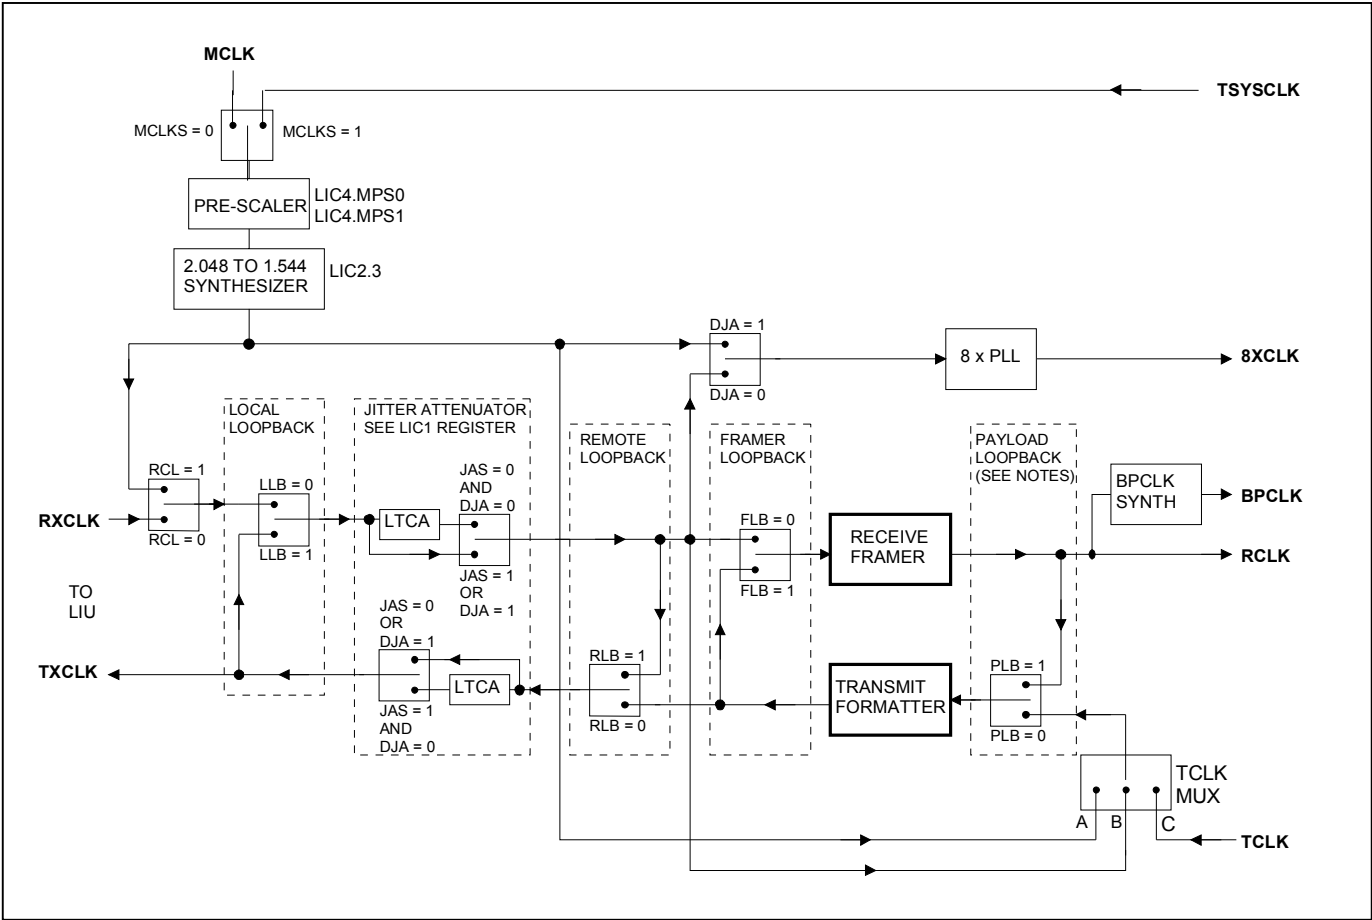 MCLK
TSYSCLK
MCLKS = 0
MCLKS = 1
PRE-SCALER
LIC4.MPS0
LIC4.MPS1
2.048 TO 1.544
SYNTHESIZER
LIC2.3
DJA = 1
8 x PLL
8XCLK
DJA = 0
LOCAL
LOOPBACK
JITTER ATTENUATOR
SEE LIC1 REGISTER
REMOTE
LOOPBACK
FRAMER
LOOPBACK
PAYLOAD
LOOPBACK
(SEE NOTES)
RCL = 1
RXCLK
RCL = 0
LLB = 0
LLB = 1
LTCA
JAS = 0
AND
DJA = 0
JAS = 1
OR
DJA = 1
FLB = 0
FLB = 1
RECEIVE
FRAMER
BPCLK
SYNTH
BPCLK
RCLK
TO
LIU
TXCLK
JAS = 0
OR
DJA = 1
LTCA
JAS = 1
AND
DJA = 0
RLB = 1
RLB = 0
TRANSMIT
FORMATTER
PLB = 1
PLB = 0
TCLK
MUX
A
B
C
TCLK